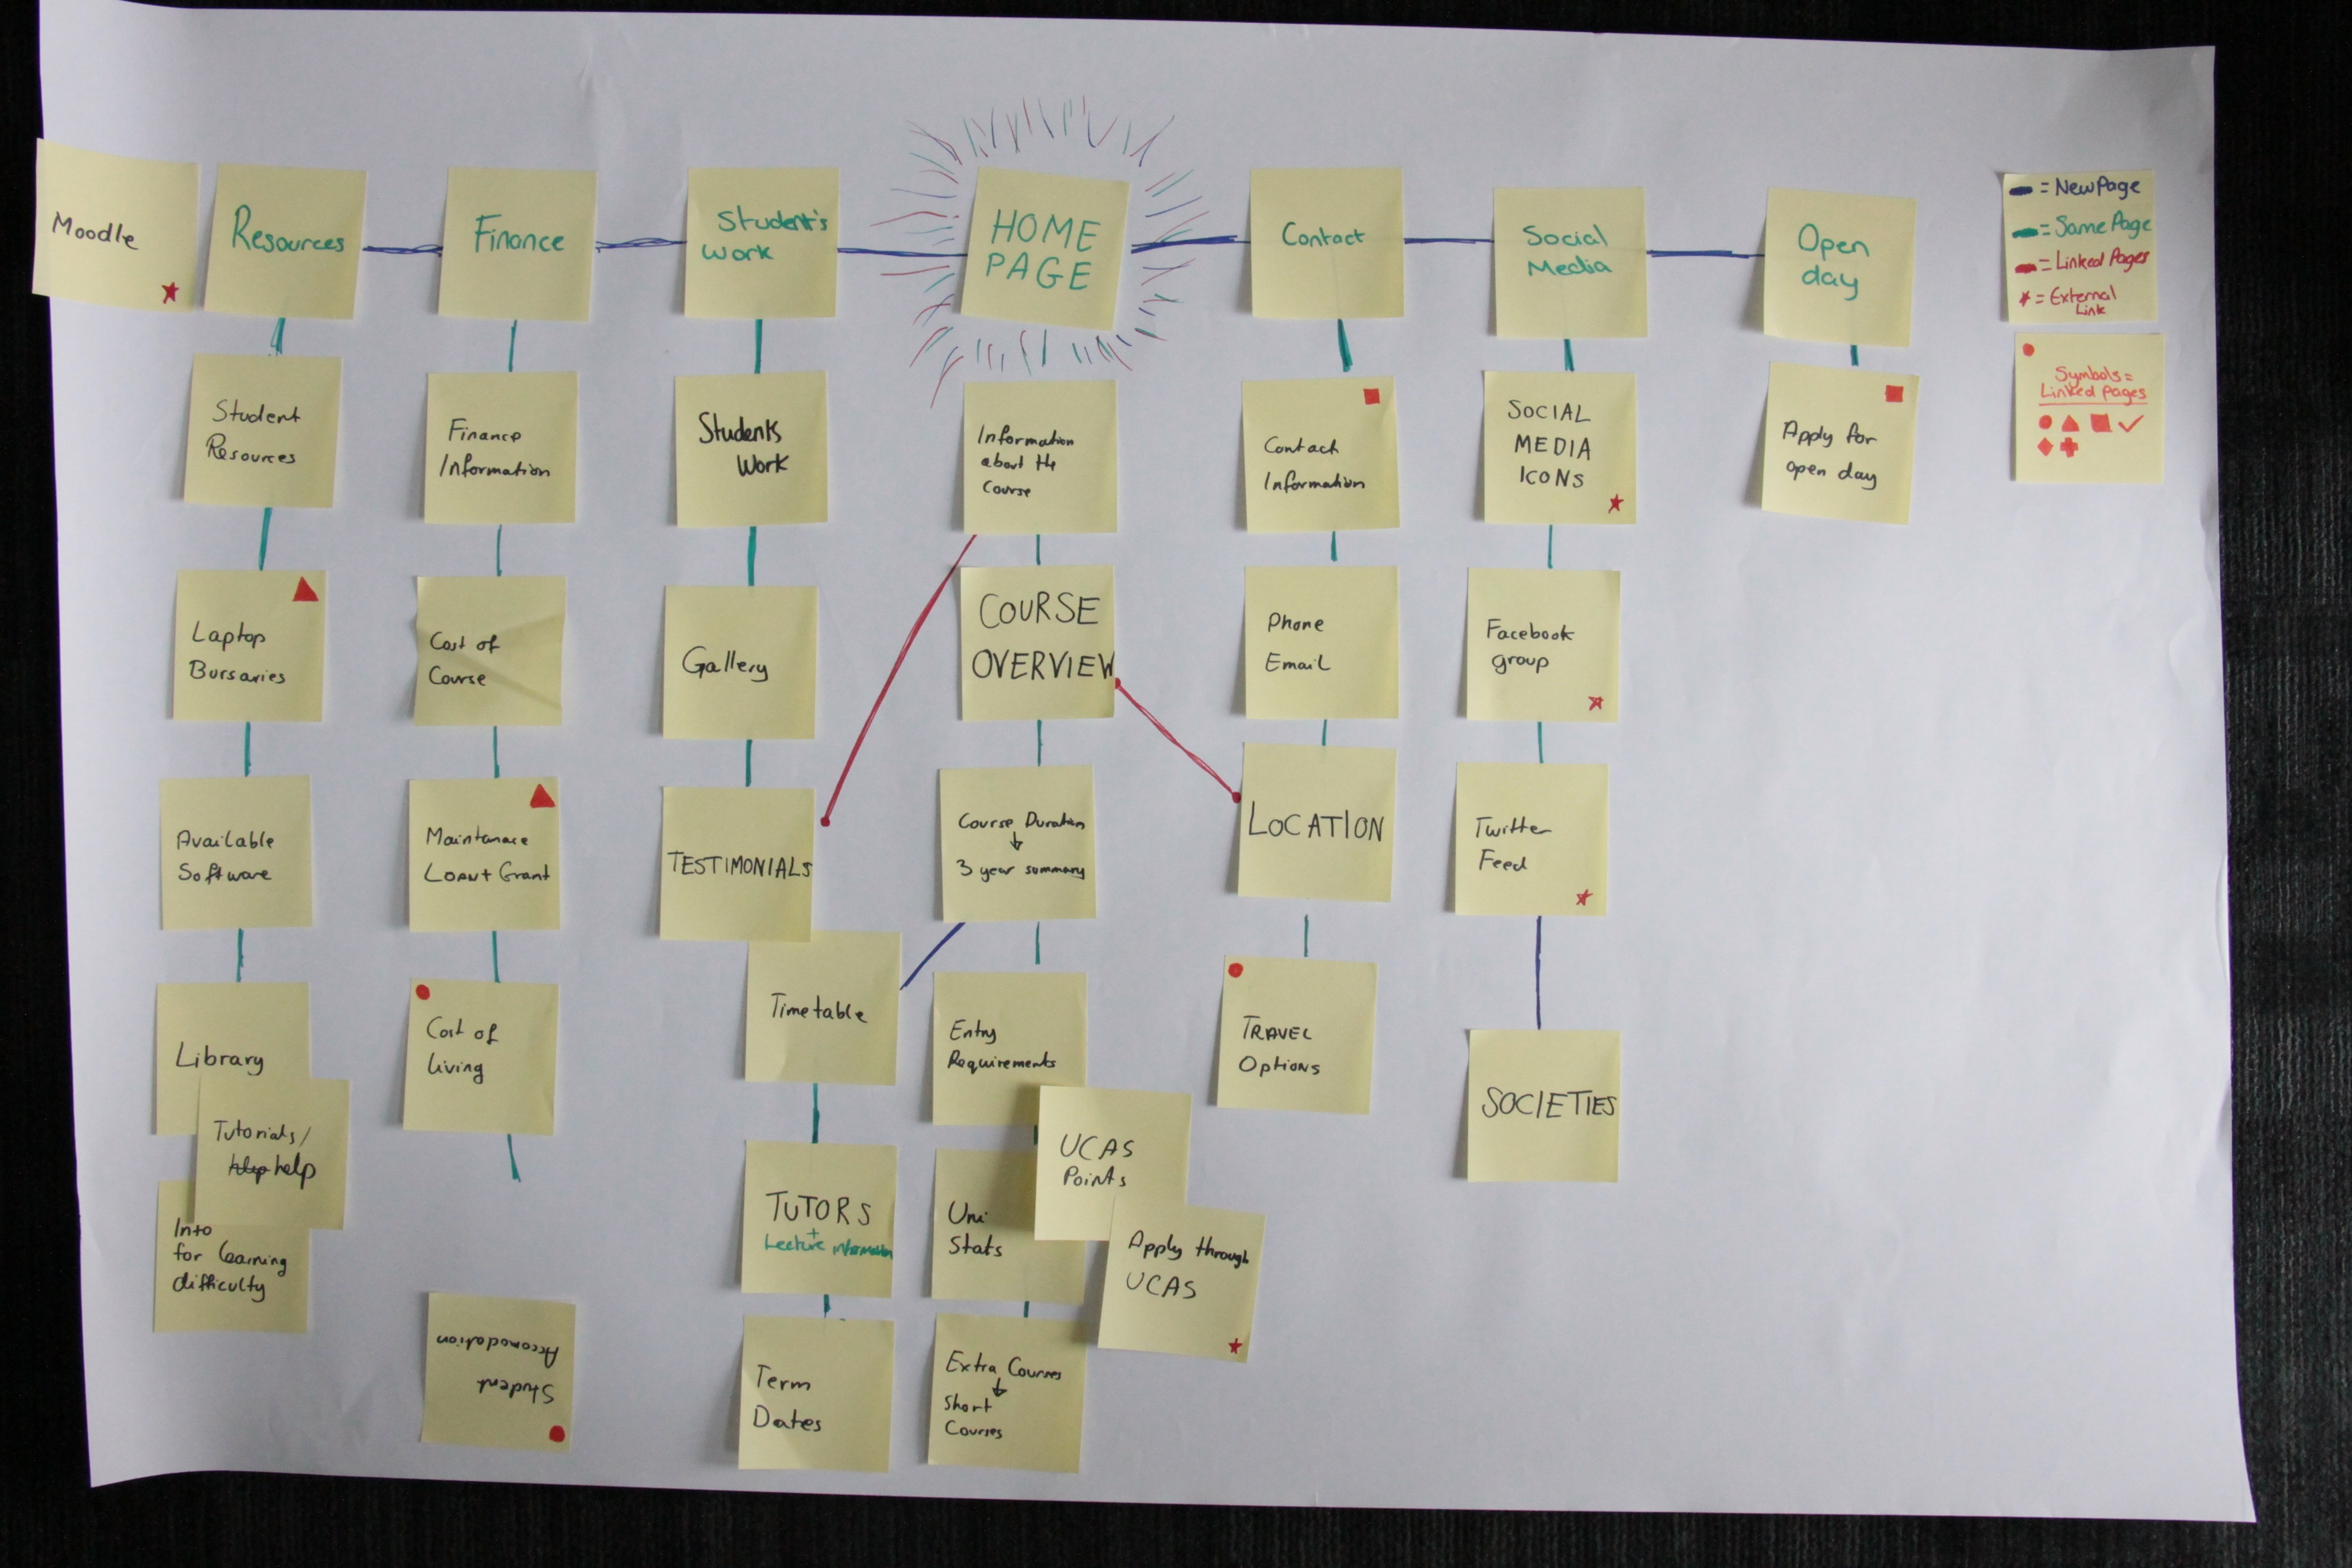 Moodle
Resources
Finance
Student's
Work
HOME
PAGE
Contact
Social
Media
Open
day
= New Page
= Same Page
= Linked Pages
= External
Link
Symbols =
Linked pages
Student
Resources
Laptop
Bursaries
Available
Software
Library
Tutorials/
help
Info
for learning
difficulty
Finance
Information
Cost of
Course
Maintanace
Loan + Grant
Cost of
living
Student
Accomodation
Students
Work
Gallery
TESTIMONIALS
Timetable
TUTORS
+
Lecture information
Term
Dates
Information
about the
Course
COURSE
OVERVIEW
Course Duration
3 year summary
Entry
Requirements
UCAS
Points
Apply through
UCAS
Uni
Stats
Extra Courses
Short
Courses
Contact
Information
Phone
Email
LOCATION
TRAVEL
Options
SOCIAL
MEDIA
ICONS
Facebook
group
Twitter
Feed
SOCIETIES
Apply for
open day